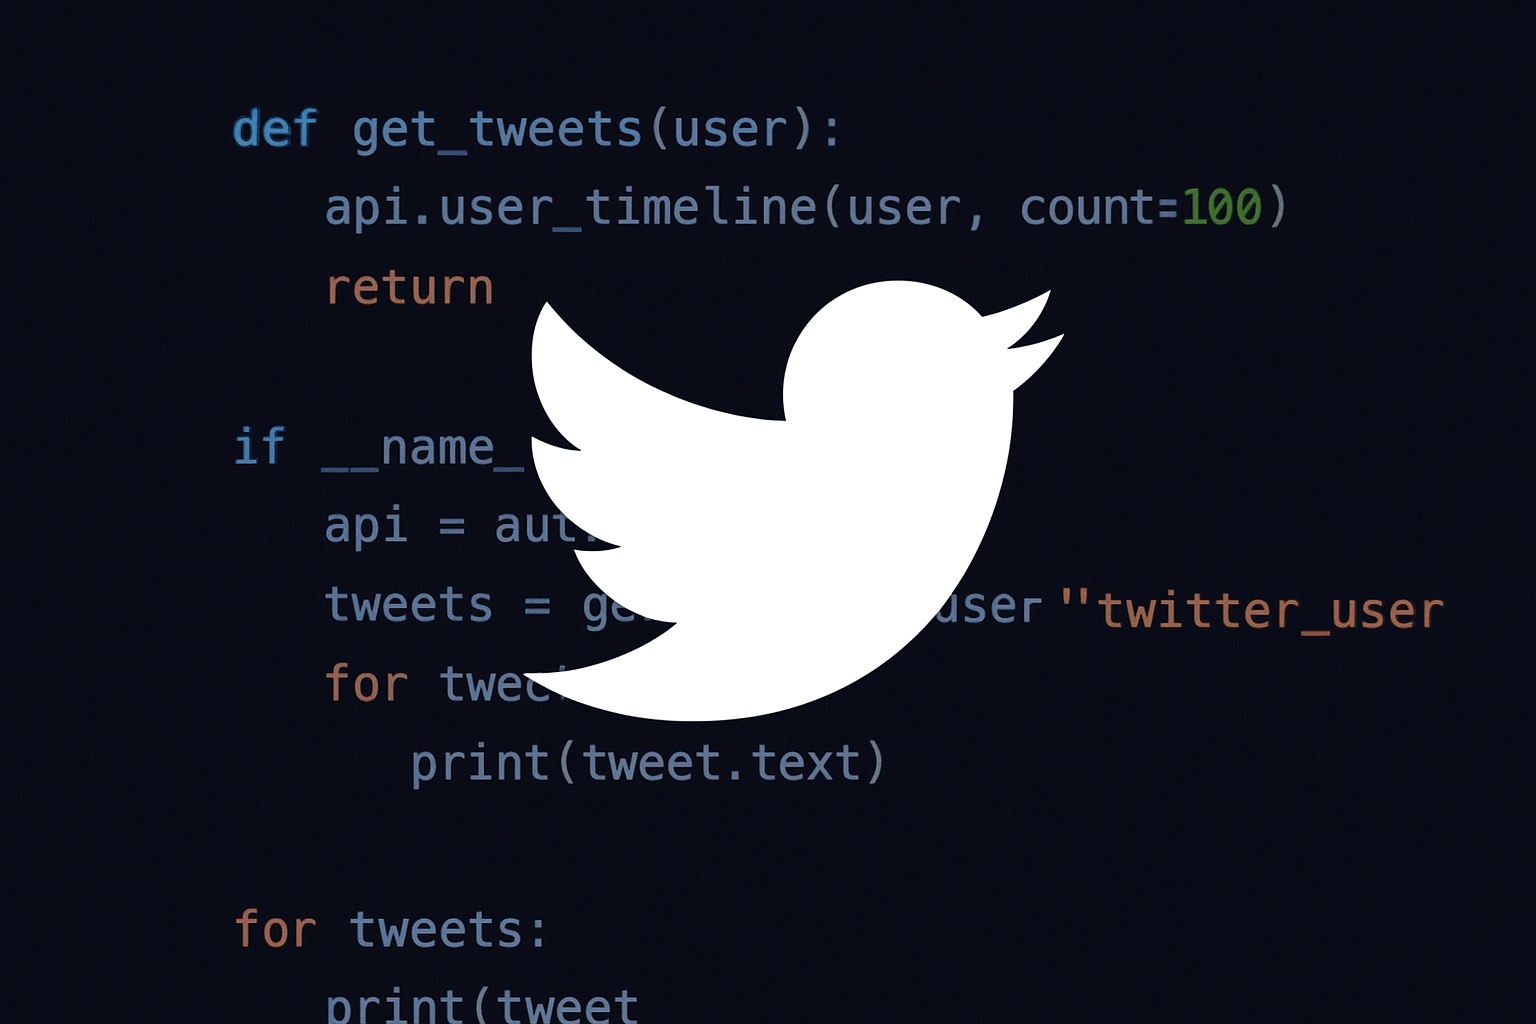 def get_tweets(user):
api.user_timeline(user, count=100)
return
if __name_
api = aut
tweets = ge user "twitter_user
for twe
print(tweet.text)
for tweets:
print(tweet